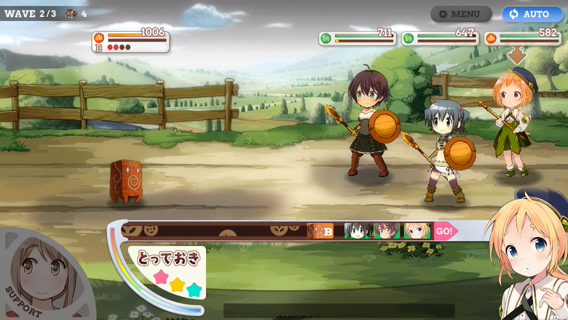 WAVE 2/3 4
MENU
AUTO
1006
B
711
647
582
B
GO!
とっておき
SUPPORT